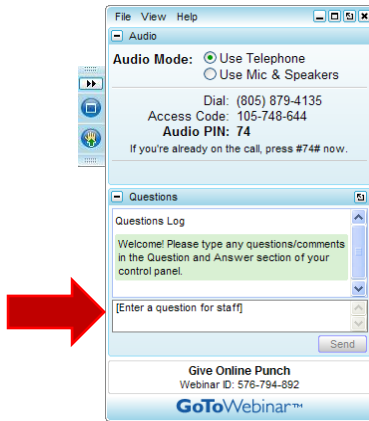 File View Help
Audio
Audio Mode: Use Telephone
Use Mic & Speakers
Dial: (805) 879-4135
Access Code: 105-748-644
Audio PIN: 74
If you're already on the call, press #74# now.
Questions
Questions Log
Welcome! Please type any questions/comments
in the Question and Answer section of your
control panel.
[Enter a question for staff]
Send
Give Online Punch
Webinar ID: 576-794-892
GoToWebinar™